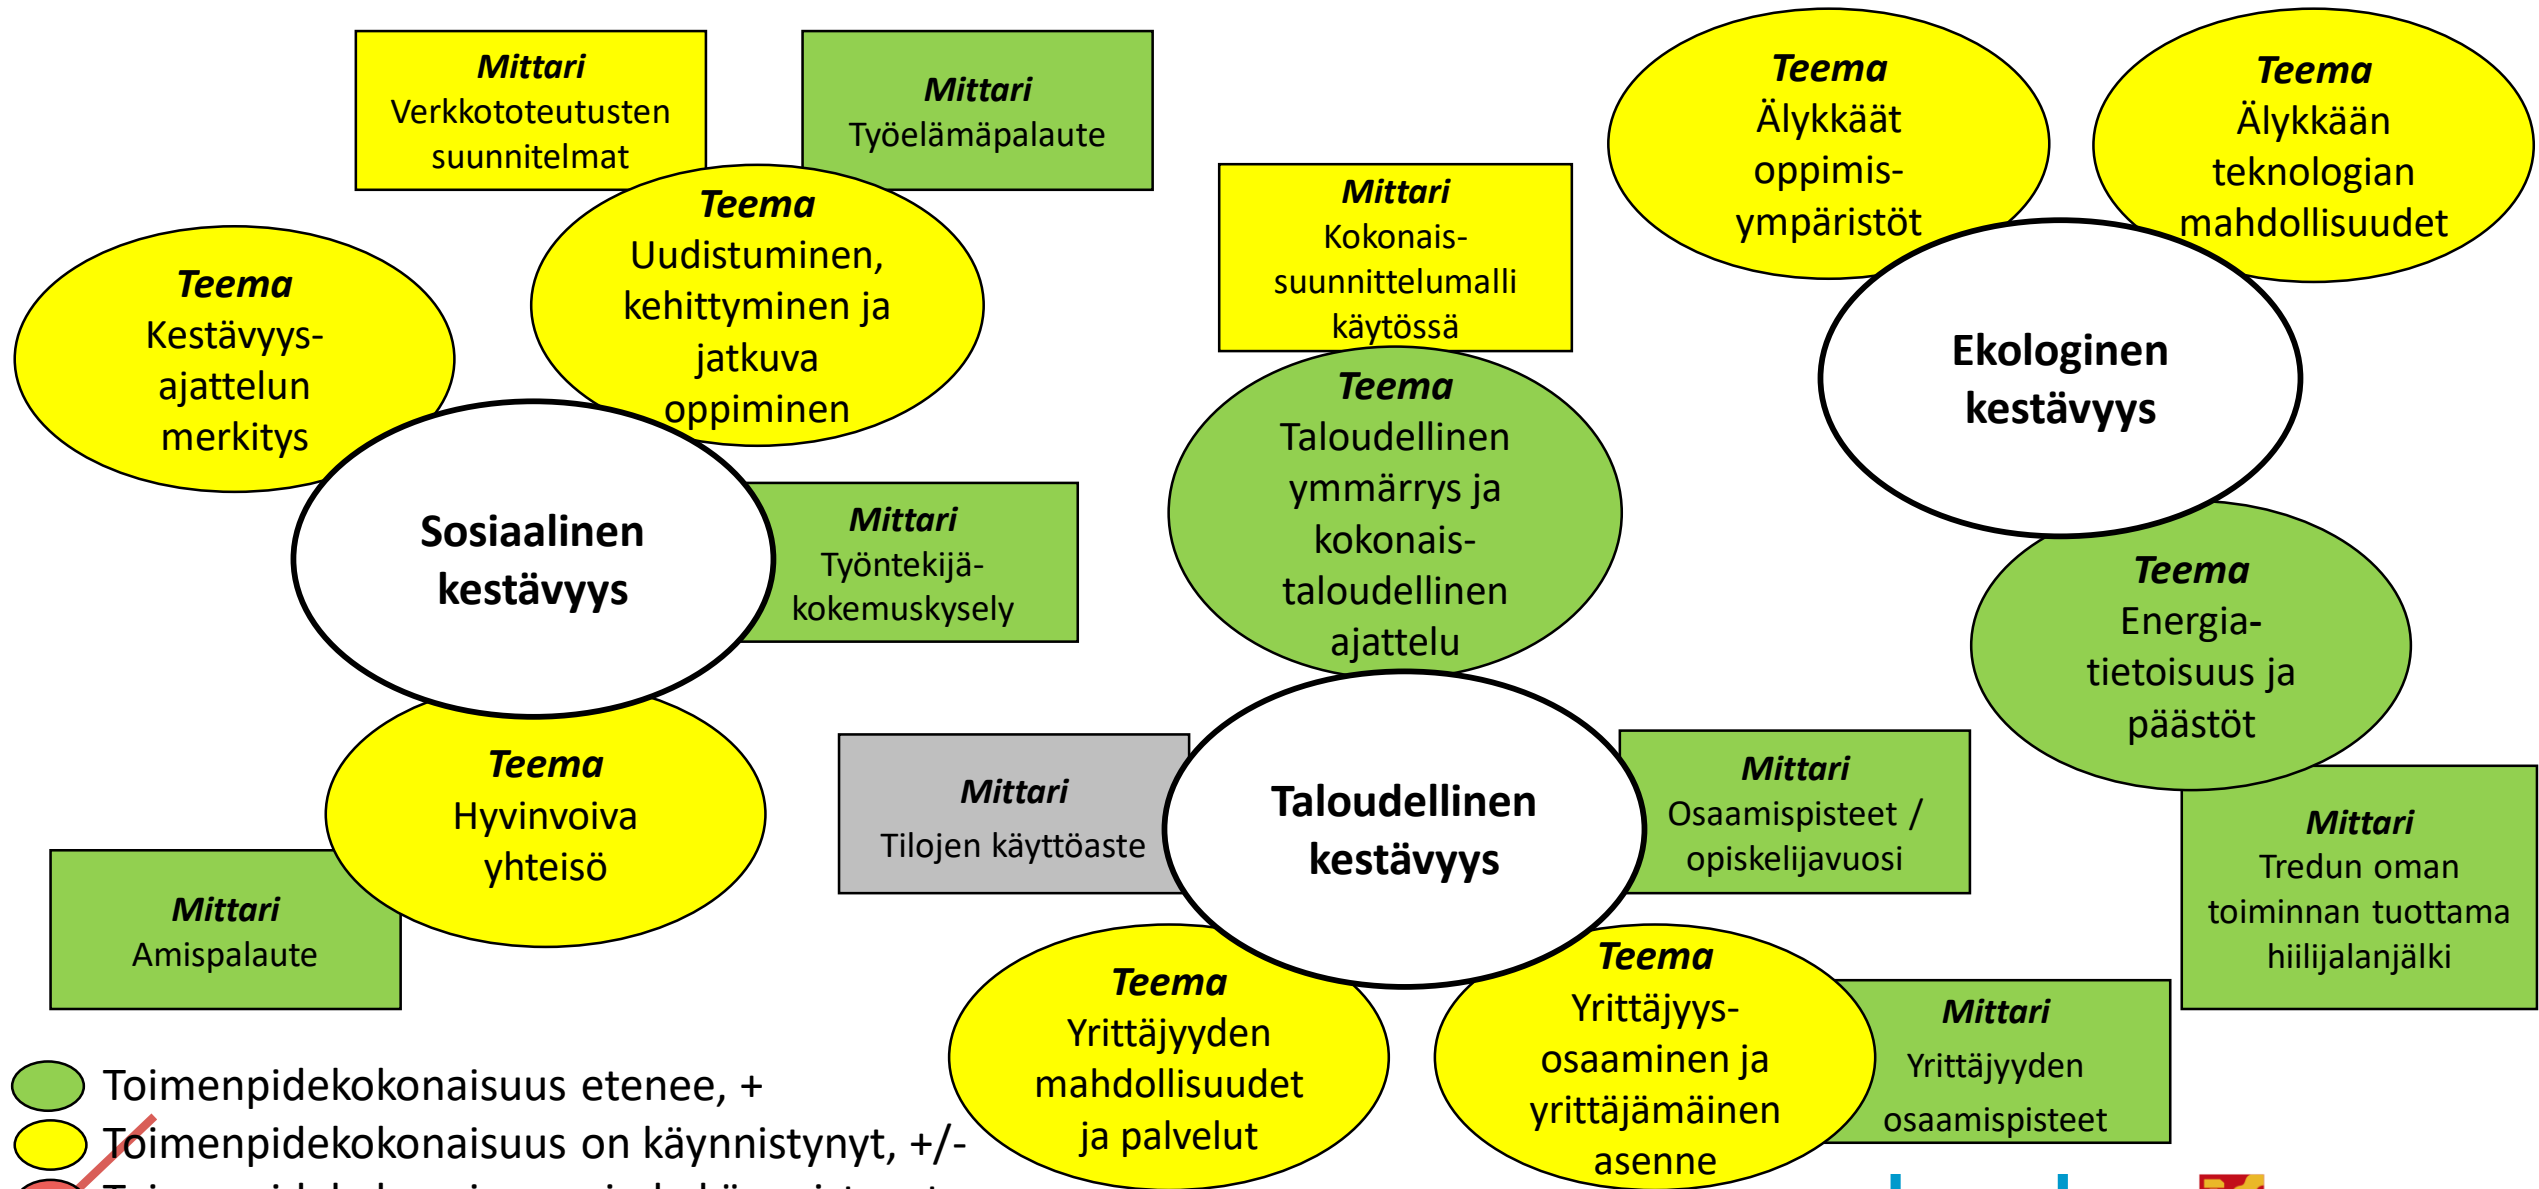 Mittari
Verkkototeutusten
suunnitelmat
Mittari
Työelämäpalaute
Teema
Uudistuminen,
kehittyminen ja
jatkuva
oppiminen
Teema
Kestävyys-
ajattelun
merkitys
Sosiaalinen
kestävyys
Mittari
Työntekijä-
kokemuskysely
Teema
Hyvinvoiva
yhteisö
Mittari
Amispalaute
Mittari
Kokonais-
suunnittelumalli
käytössä
Teema
Taloudellinen
ymmärrys ja
kokonais-
taloudellinen
ajattelu
Mittari
Tilojen käyttöaste
Taloudellinen
kestävyys
Mittari
Osaamispisteet /
opiskelijavuosi
Teema
Yrittäjyyden
mahdollisuudet
ja palvelut
Teema
Yrittäjyys-
osaaminen ja
yrittäjämäinen
asenne
Mittari
Yrittäjyyden
osaamispisteet
Teema
Älykkäät
oppimis-
ympäristöt
Teema
Älykkään
teknologian
mahdollisuudet
Ekologinen
kestävyys
Teema
Energia-
tietoisuus ja
päästöt
Mittari
Tredun oman
toiminnan tuottama
hiilijalanjälki
Toimenpidekokonaisuus etenee, +
Toimenpidekokonaisuus on käynnistynyt, +/-